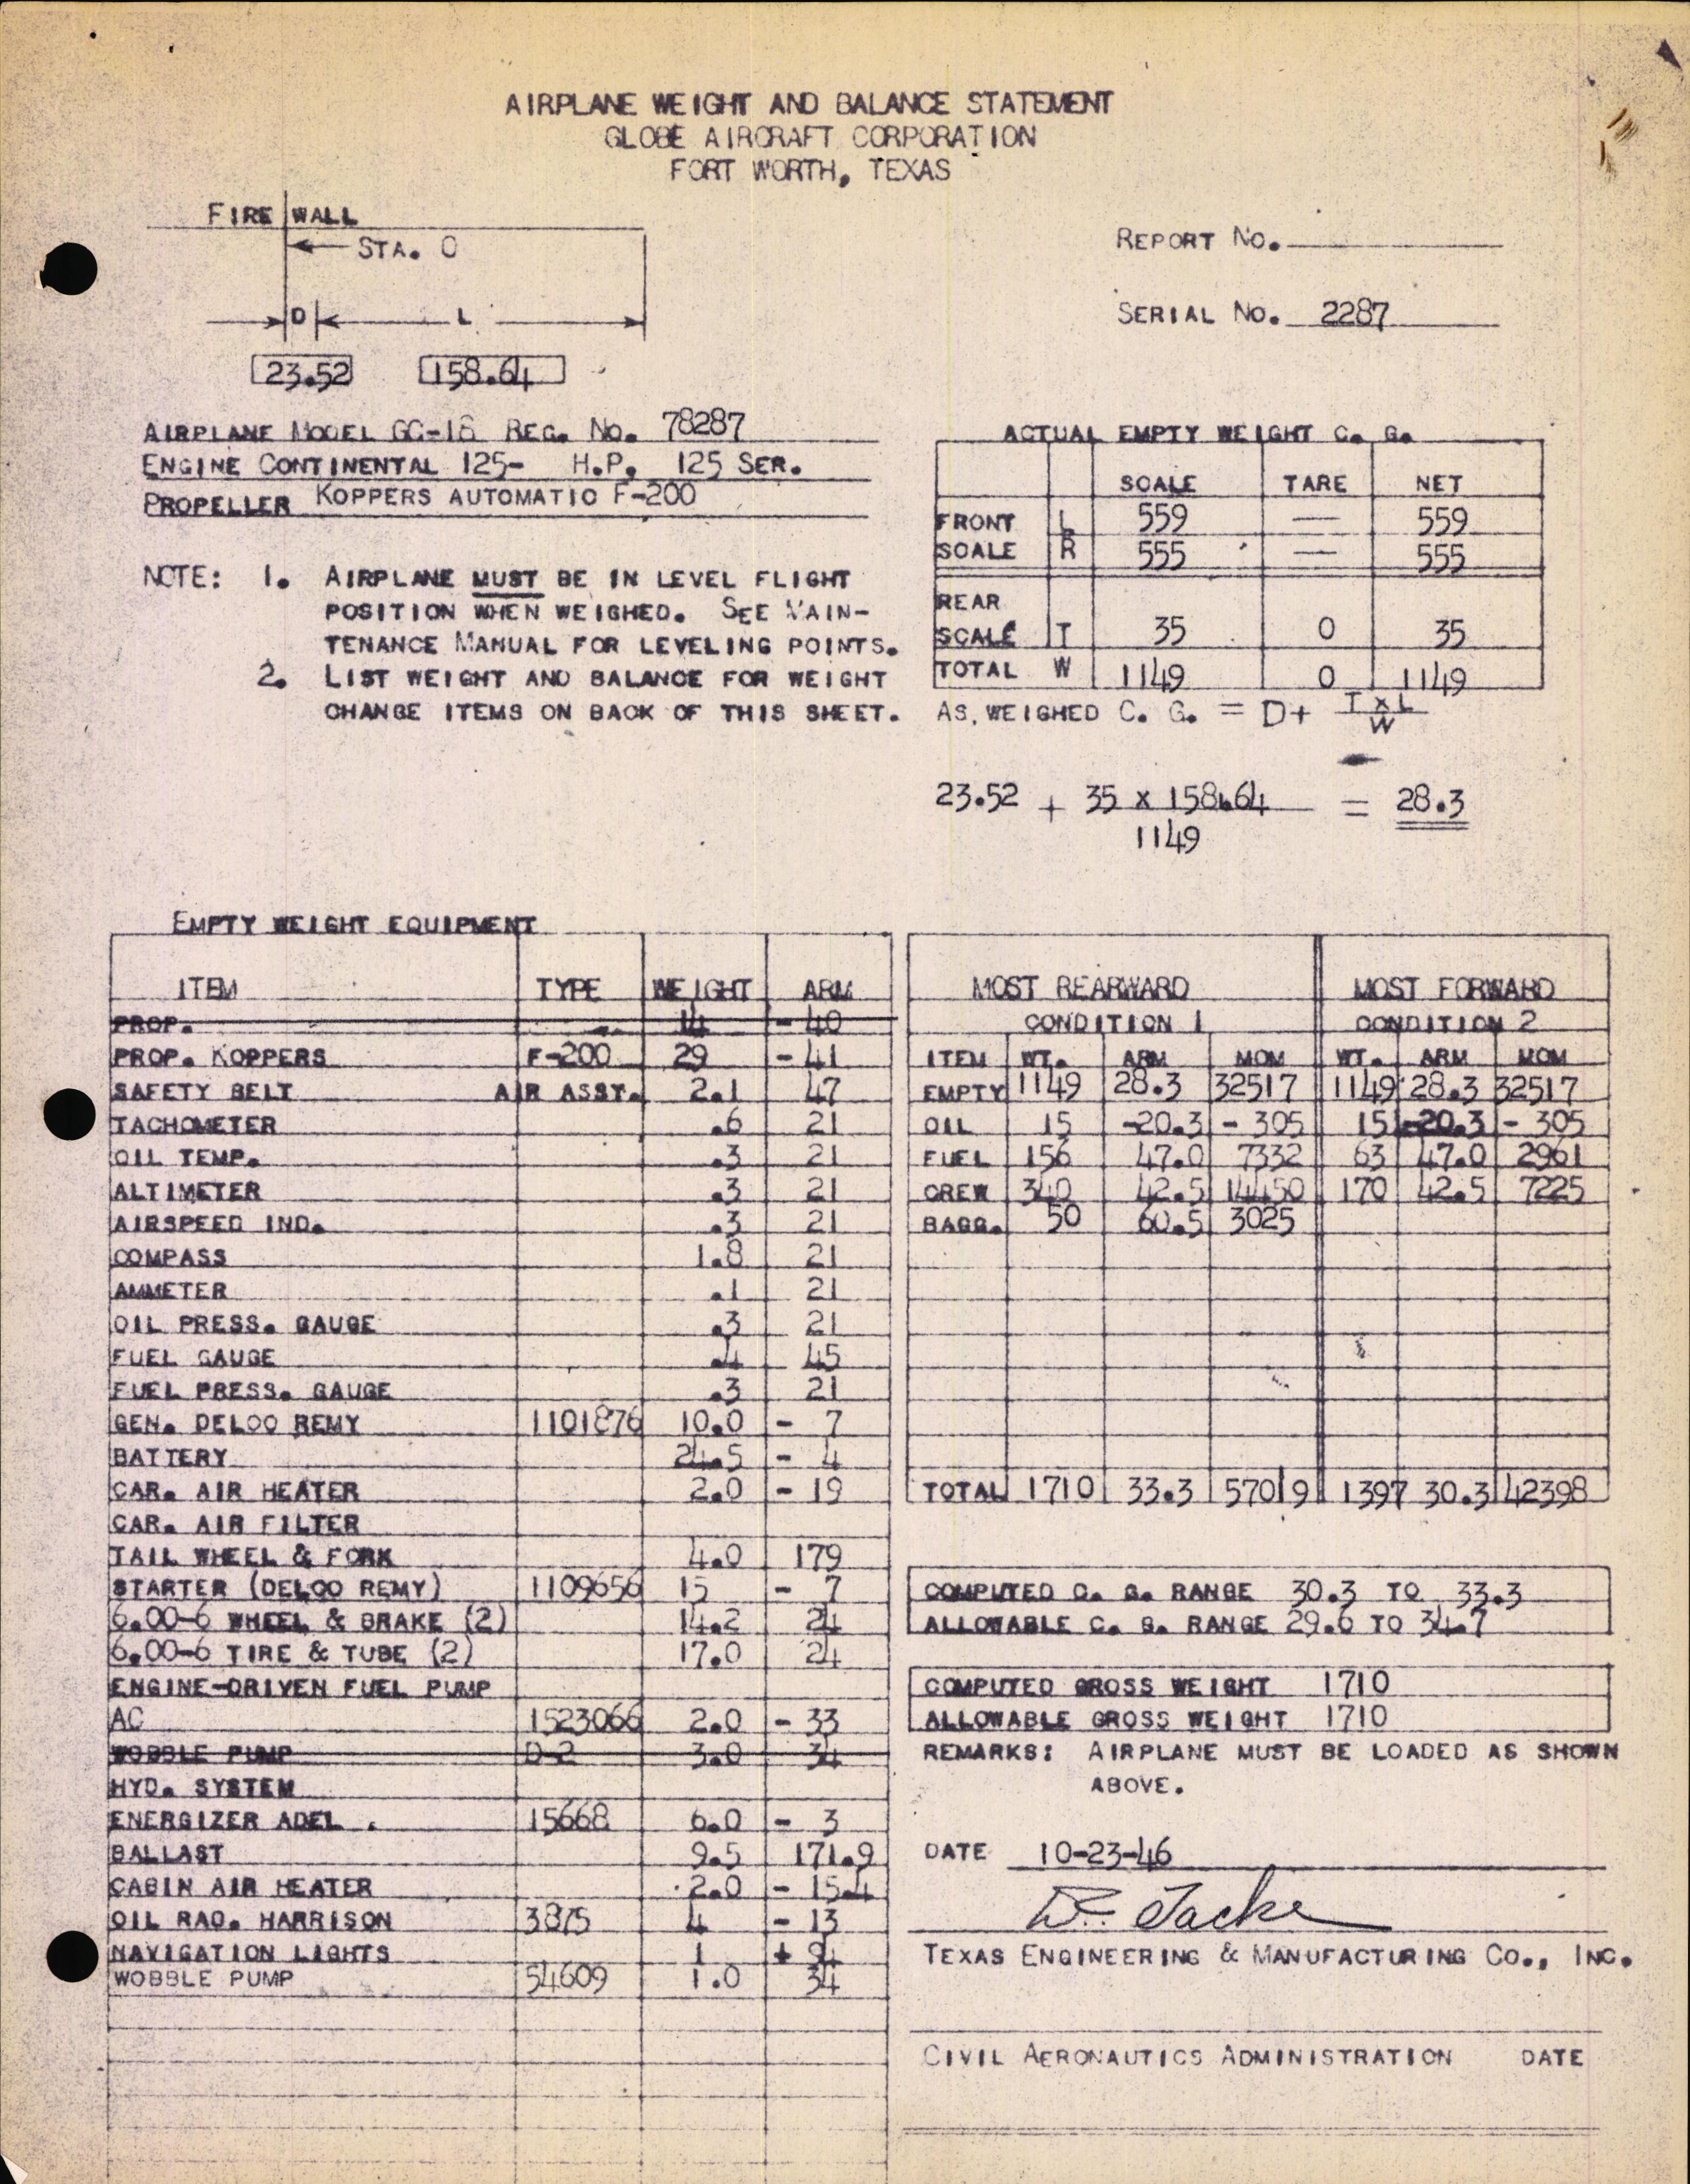 AIRPLANE WEIGHT AND BALANCE STATEMENT
GLOBE AIRCRAFT CORPORATION
FORT WORTH, TEXAS
FIRE WALL
STA. 0
D L
23.52 158.64
REPORT NO.
SERIAL NO. 2287
AIRPLANE MODEL GC-1B REG. NO. 78287
ENGINE CONTINENTAL 125- H.P. 125 SER.
PROPELLER KOPPERS AUTOMATIC F-200
NOTE: 1. AIRPLANE MUST BE IN LEVEL FLIGHT
POSITION WHEN WEIGHED. SEE MAIN-
TENANCE MANUAL FOR LEVELING POINTS.
2. LIST WEIGHT AND BALANCE FOR WEIGHT
CHANGE ITEMS ON BACK OF THIS SHEET.
ACTUAL EMPTY WEIGHT C. G.
SCALE TARE NET
FRONT L 559 — 559
SCALE R 555 — 555
REAR
SCALE T 35 0 35
TOTAL W 1149 0 1149
AS WEIGHED C. G. = D+ T x L
W
23.52 + 35 x 158.64 = 28.3
1149
EMPTY WEIGHT EQUIPMENT
ITEM TYPE WEIGHT ARM
PROP. 14 - 40
PROP. KOPPERS F-200 29 - 41
SAFETY BELT AIR ASST. 2.1 47
TACHOMETER .6 21
OIL TEMP. .3 21
ALTIMETER .3 21
AIRSPEED IND. .3 21
COMPASS 1.8 21
AMMETER .1 21
OIL PRESS. GAUGE .3 21
FUEL GAUGE .4 45
FUEL PRESS. GAUGE .3 21
GEN. DELCO REMY 1101876 10.0 - 7
BATTERY 24.5 - 4
CAR. AIR HEATER 2.0 - 19
CAR. AIR FILTER
TAIL WHEEL & FORK 4.0 179
STARTER (DELCO REMY) 1109656 15 - 7
6.00-6 WHEEL & BRAKE (2) 14.2 24
6.00-6 TIRE & TUBE (2) 17.0 24
ENGINE-DRIVEN FUEL PUMP
AC 1523066 2.0 - 33
WOBBLE PUMP D-2 3.0 34
HYD. SYSTEM
ENERGIZER ADEL . 15668 6.0 - 3
BALLAST 9.5 171.9
CABIN AIR HEATER 2.0 - 15.4
OIL RAD. HARRISON 3875 4 - 13
NAVIGATION LIGHTS 1 + 94
WOBBLE PUMP 54609 1.0 34
MOST REARWARD MOST FORWARD
CONDITION 1 CONDITION 2
ITEM WT. ARM MOM WT. ARM MOM
EMPTY 1149 28.3 32517 1149 28.3 32517
OIL 15 -20.3 - 305 15 -20.3 - 305
FUEL 156 47.0 7332 63 47.0 2961
CREW 340 42.5 14450 170 42.5 7225
BAGG. 50 60.5 3025
TOTAL 1710 33.3 57019 1397 30.3 42398
COMPUTED C. G. RANGE 30.3 TO 33.3
ALLOWABLE C. G. RANGE 29.6 TO 34.7
COMPUTED GROSS WEIGHT 1710
ALLOWABLE GROSS WEIGHT 1710
REMARKS: AIRPLANE MUST BE LOADED AS SHOWN
ABOVE.
DATE 10-23-46
TEXAS ENGINEERING & MANUFACTURING CO., INC.
CIVIL AERONAUTICS ADMINISTRATION DATE